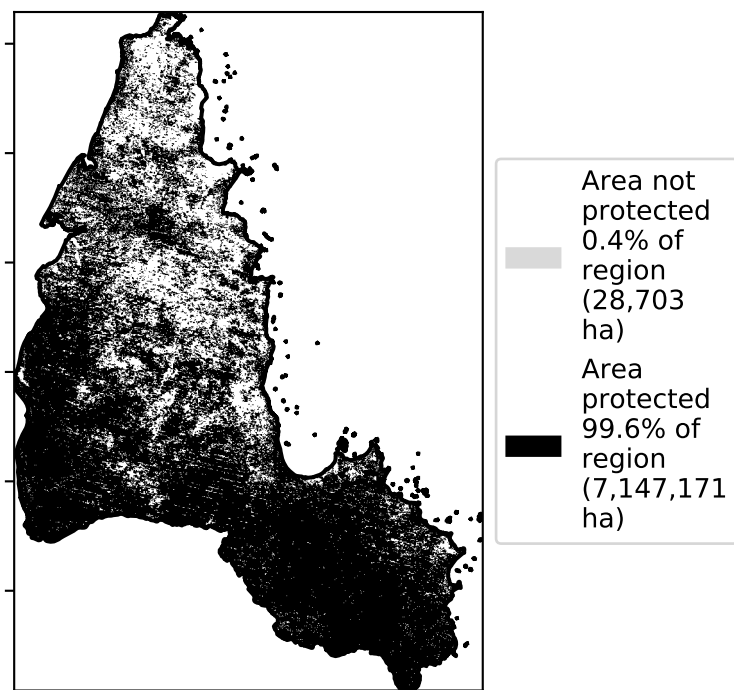 Area not
protected
0.4% of
region
(28,703
ha)
Area
protected
99.6% of
region
(7,147,171
ha)